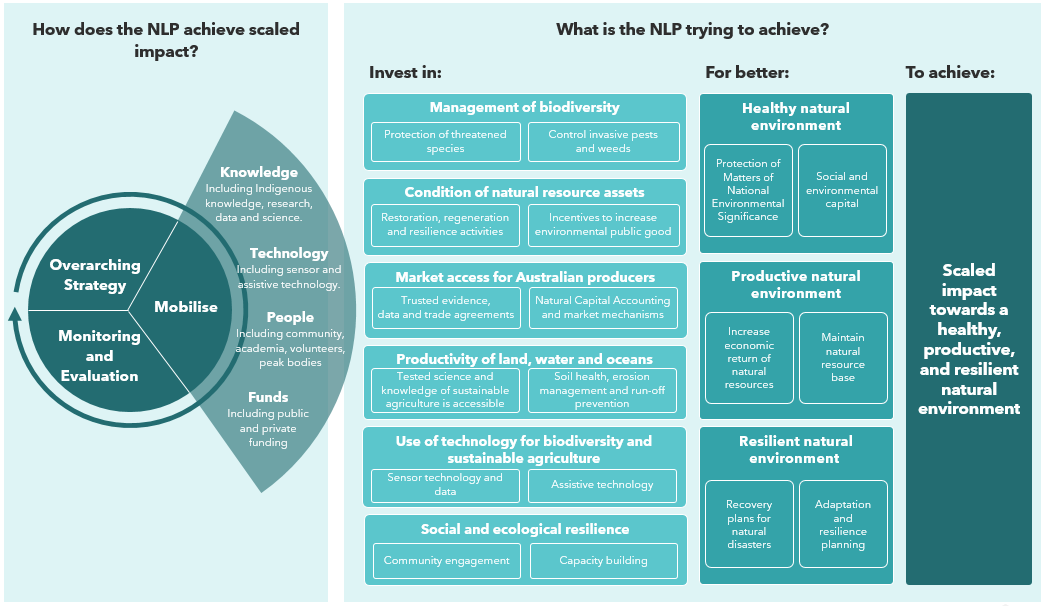 How does the NLP achieve scaled
impact?
Knowledge
Including Indigenous
knowledge, research,
data and science.
Technology
Including sensor and
assistive technology.
People
Including community,
academia, volunteers,
peak bodies
Funds
Including public
and private
funding
Overarching
Strategy
Mobilise
Monitoring
and
Evaluation
What is the NLP trying to achieve?
Invest in:
Management of biodiversity
Protection of threatened
species
Control invasive pests
and weeds
Condition of natural resource assets
Restoration, regeneration
and resilience activities
Incentives to increase
environmental public good
Market access for Australian producers
Trusted evidence,
data and trade agreements
Natural Capital Accounting
and market mechanisms
Productivity of land, water and oceans
Tested science and
knowledge of sustainable
agriculture is accessible
Soil health, erosion
management and run-off
prevention
Use of technology for biodiversity and
sustainable agriculture
Sensor technology and
data
Assistive technology
Social and ecological resilience
Community engagement
Capacity building
For better:
Healthy natural
environment
Protection of
Matters of
National
Environmental
Significance
Social and
environmental
capital
Productive natural
environment
Increase
economic
return of
natural
resources
Maintain
natural
resource
base
Resilient natural
environment
Recovery
plans for
natural
disasters
Adaptation
and
resilience
planning
To achieve:
Scaled
impact
towards a
healthy,
productive,
and resilient
natural
environment